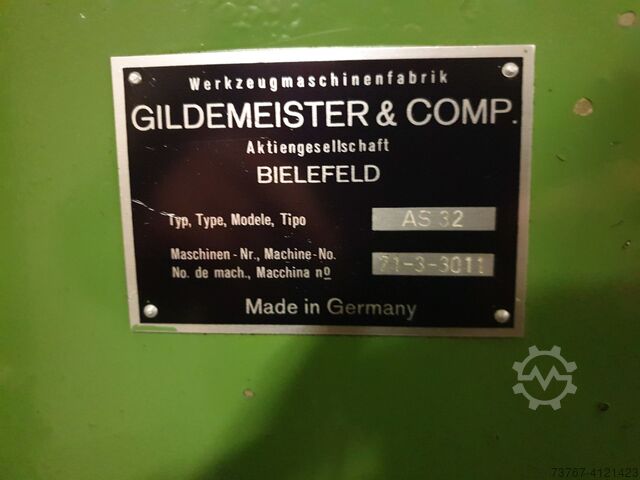 Werkzeugmaschinenfabrik
GILDEMEISTER & COMP.
Aktiengesellschaft
BIELEFELD
Typ, Type, Modele, Tipo AS 32
Maschinen-Nr., Machine-No.
No. de mach., Macchina nº 71-3-3011
Made in Germany
73767-4121423